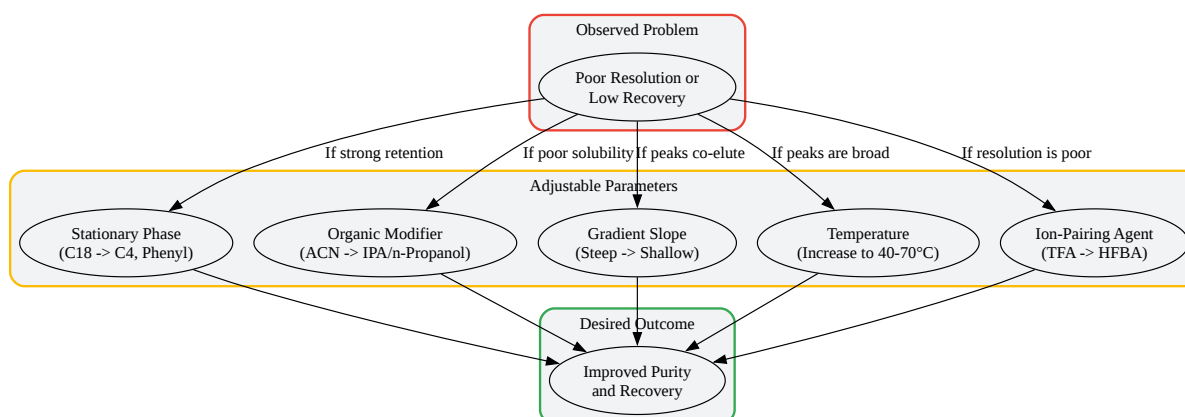 Observed Problem
Poor Resolution or
Low Recovery
If strong retention
If poor solubility
If peaks co-elute
If peaks are broad
If resolution is poor
Adjustable Parameters
Stationary Phase
(C18 -> C4, Phenyl)
Organic Modifier
(ACN -> IPA/n-Propanol)
Gradient Slope
(Steep -> Shallow)
Temperature
(Increase to 40-70°C)
Ion-Pairing Agent
(TFA -> HFBA)
Desired Outcome
Improved Purity
and Recovery